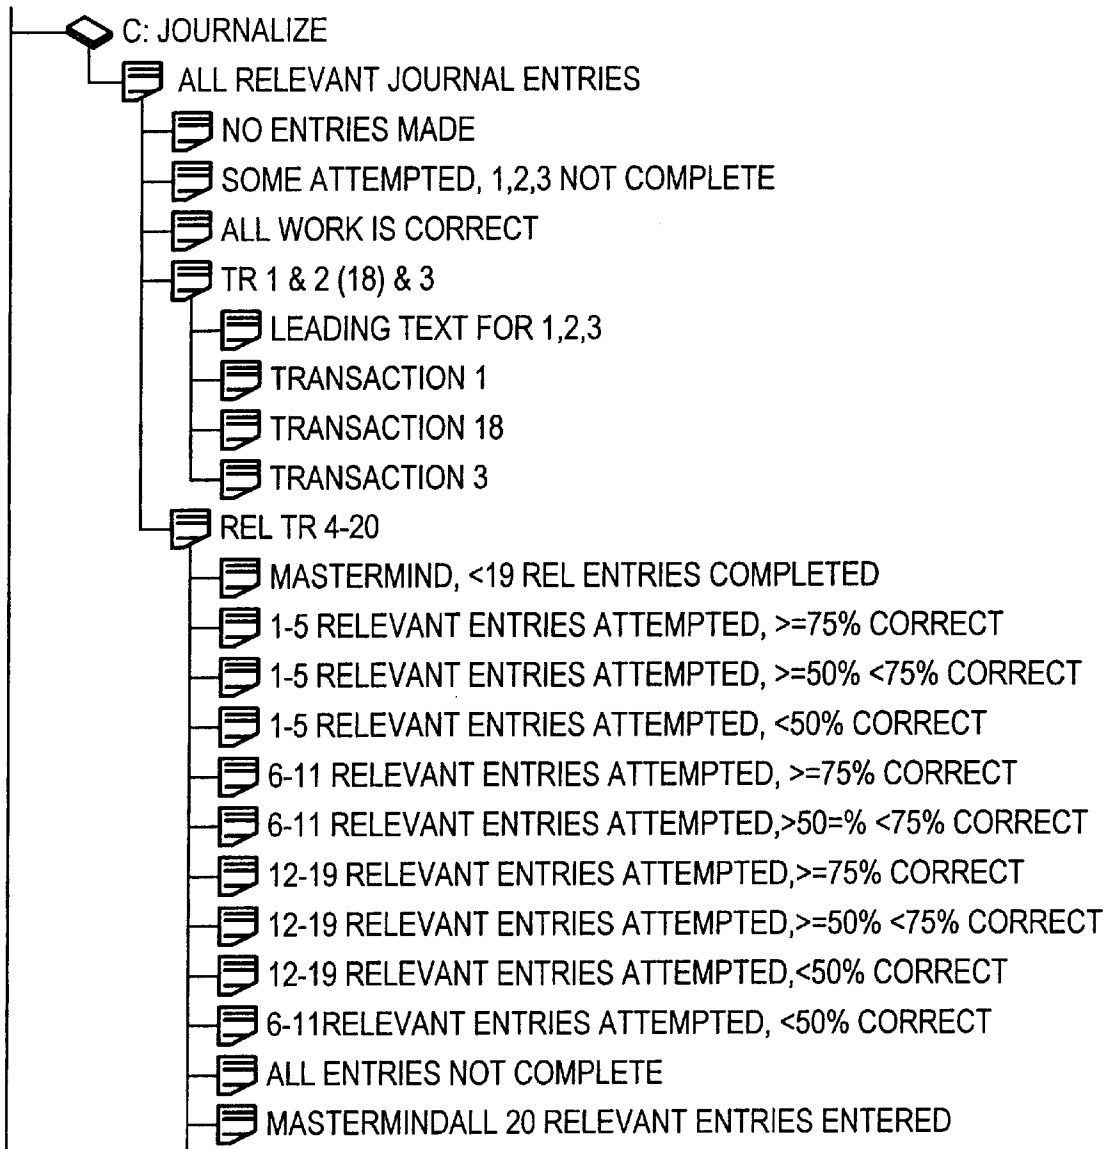 C: JOURNALIZE
ALL RELEVANT JOURNAL ENTRIES
NO ENTRIES MADE
SOME ATTEMPTED, 1,2,3 NOT COMPLETE
ALL WORK IS CORRECT
TR 1 & 2 (18) & 3
LEADING TEXT FOR 1,2,3
TRANSACTION 1
TRANSACTION 18
TRANSACTION 3
REL TR 4-20
MASTERMIND, <19 REL ENTRIES COMPLETED
1-5 RELEVANT ENTRIES ATTEMPTED, >=75% CORRECT
1-5 RELEVANT ENTRIES ATTEMPTED, >=50% <75% CORRECT
1-5 RELEVANT ENTRIES ATTEMPTED, <50% CORRECT
6-11 RELEVANT ENTRIES ATTEMPTED, >=75% CORRECT
6-11 RELEVANT ENTRIES ATTEMPTED,>50=% <75% CORRECT
12-19 RELEVANT ENTRIES ATTEMPTED,>=75% CORRECT
12-19 RELEVANT ENTRIES ATTEMPTED,>=50% <75% CORRECT
12-19 RELEVANT ENTRIES ATTEMPTED,<50% CORRECT
6-11RELEVANT ENTRIES ATTEMPTED, <50% CORRECT
ALL ENTRIES NOT COMPLETE
MASTERMINDALL 20 RELEVANT ENTRIES ENTERED